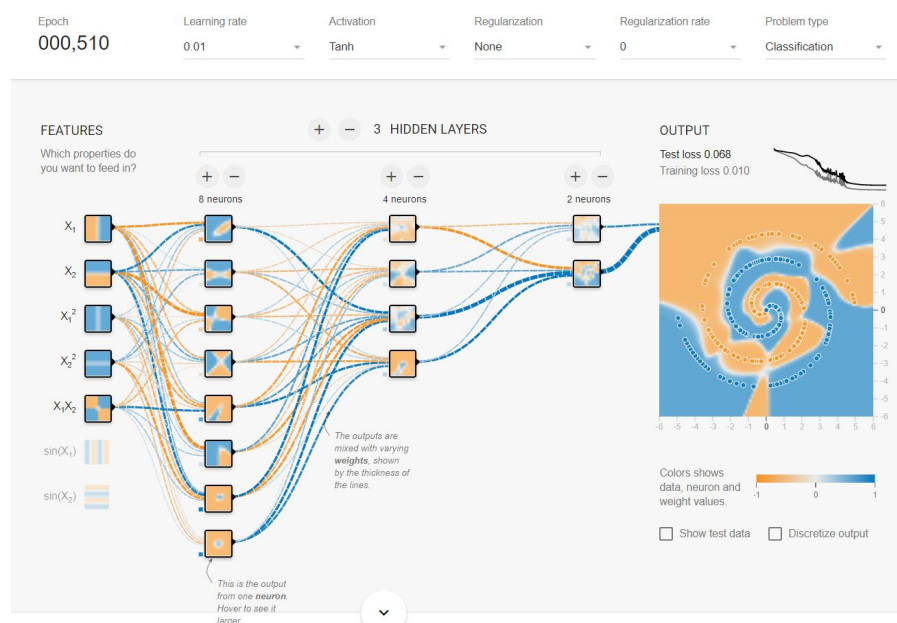 Epoch
000,510
Learning rate
0.01
Activation
Tanh
Regularization
None
Regularization rate
0
Problem type
Classification
FEATURES
Which properties do
you want to feed in?
X1
X2
X1²
X2²
X1X2
sin(X1)
sin(X2)
+ − 3 HIDDEN LAYERS
+ −
8 neurons
+ −
4 neurons
+ −
2 neurons
The outputs are
mixed with varying
weights, shown
by the thickness of
the lines.
This is the output
from one neuron.
Hover to see it
larger.
OUTPUT
Test loss 0.068
Training loss 0.010
6
5
4
3
2
1
0
-1
-2
-3
-4
-5
-6
-6 -5 -4 -3 -2 -1 0 1 2 3 4 5 6
Colors shows
data, neuron and
weight values.
-1 0 1
Show test data
Discretize output